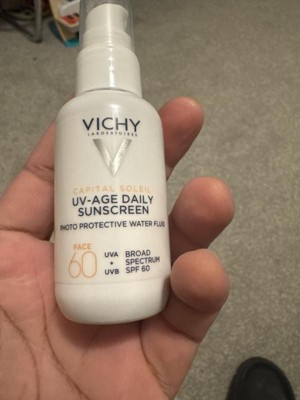 VICHY
LABORATOIRES
CAPITAL SOLEIL
UV-AGE DAILY
SUNSCREEN
PHOTO PROTECTIVE WATER FLUID
FACE
60
UVA
+
UVB
BROAD
SPECTRUM
SPF 60